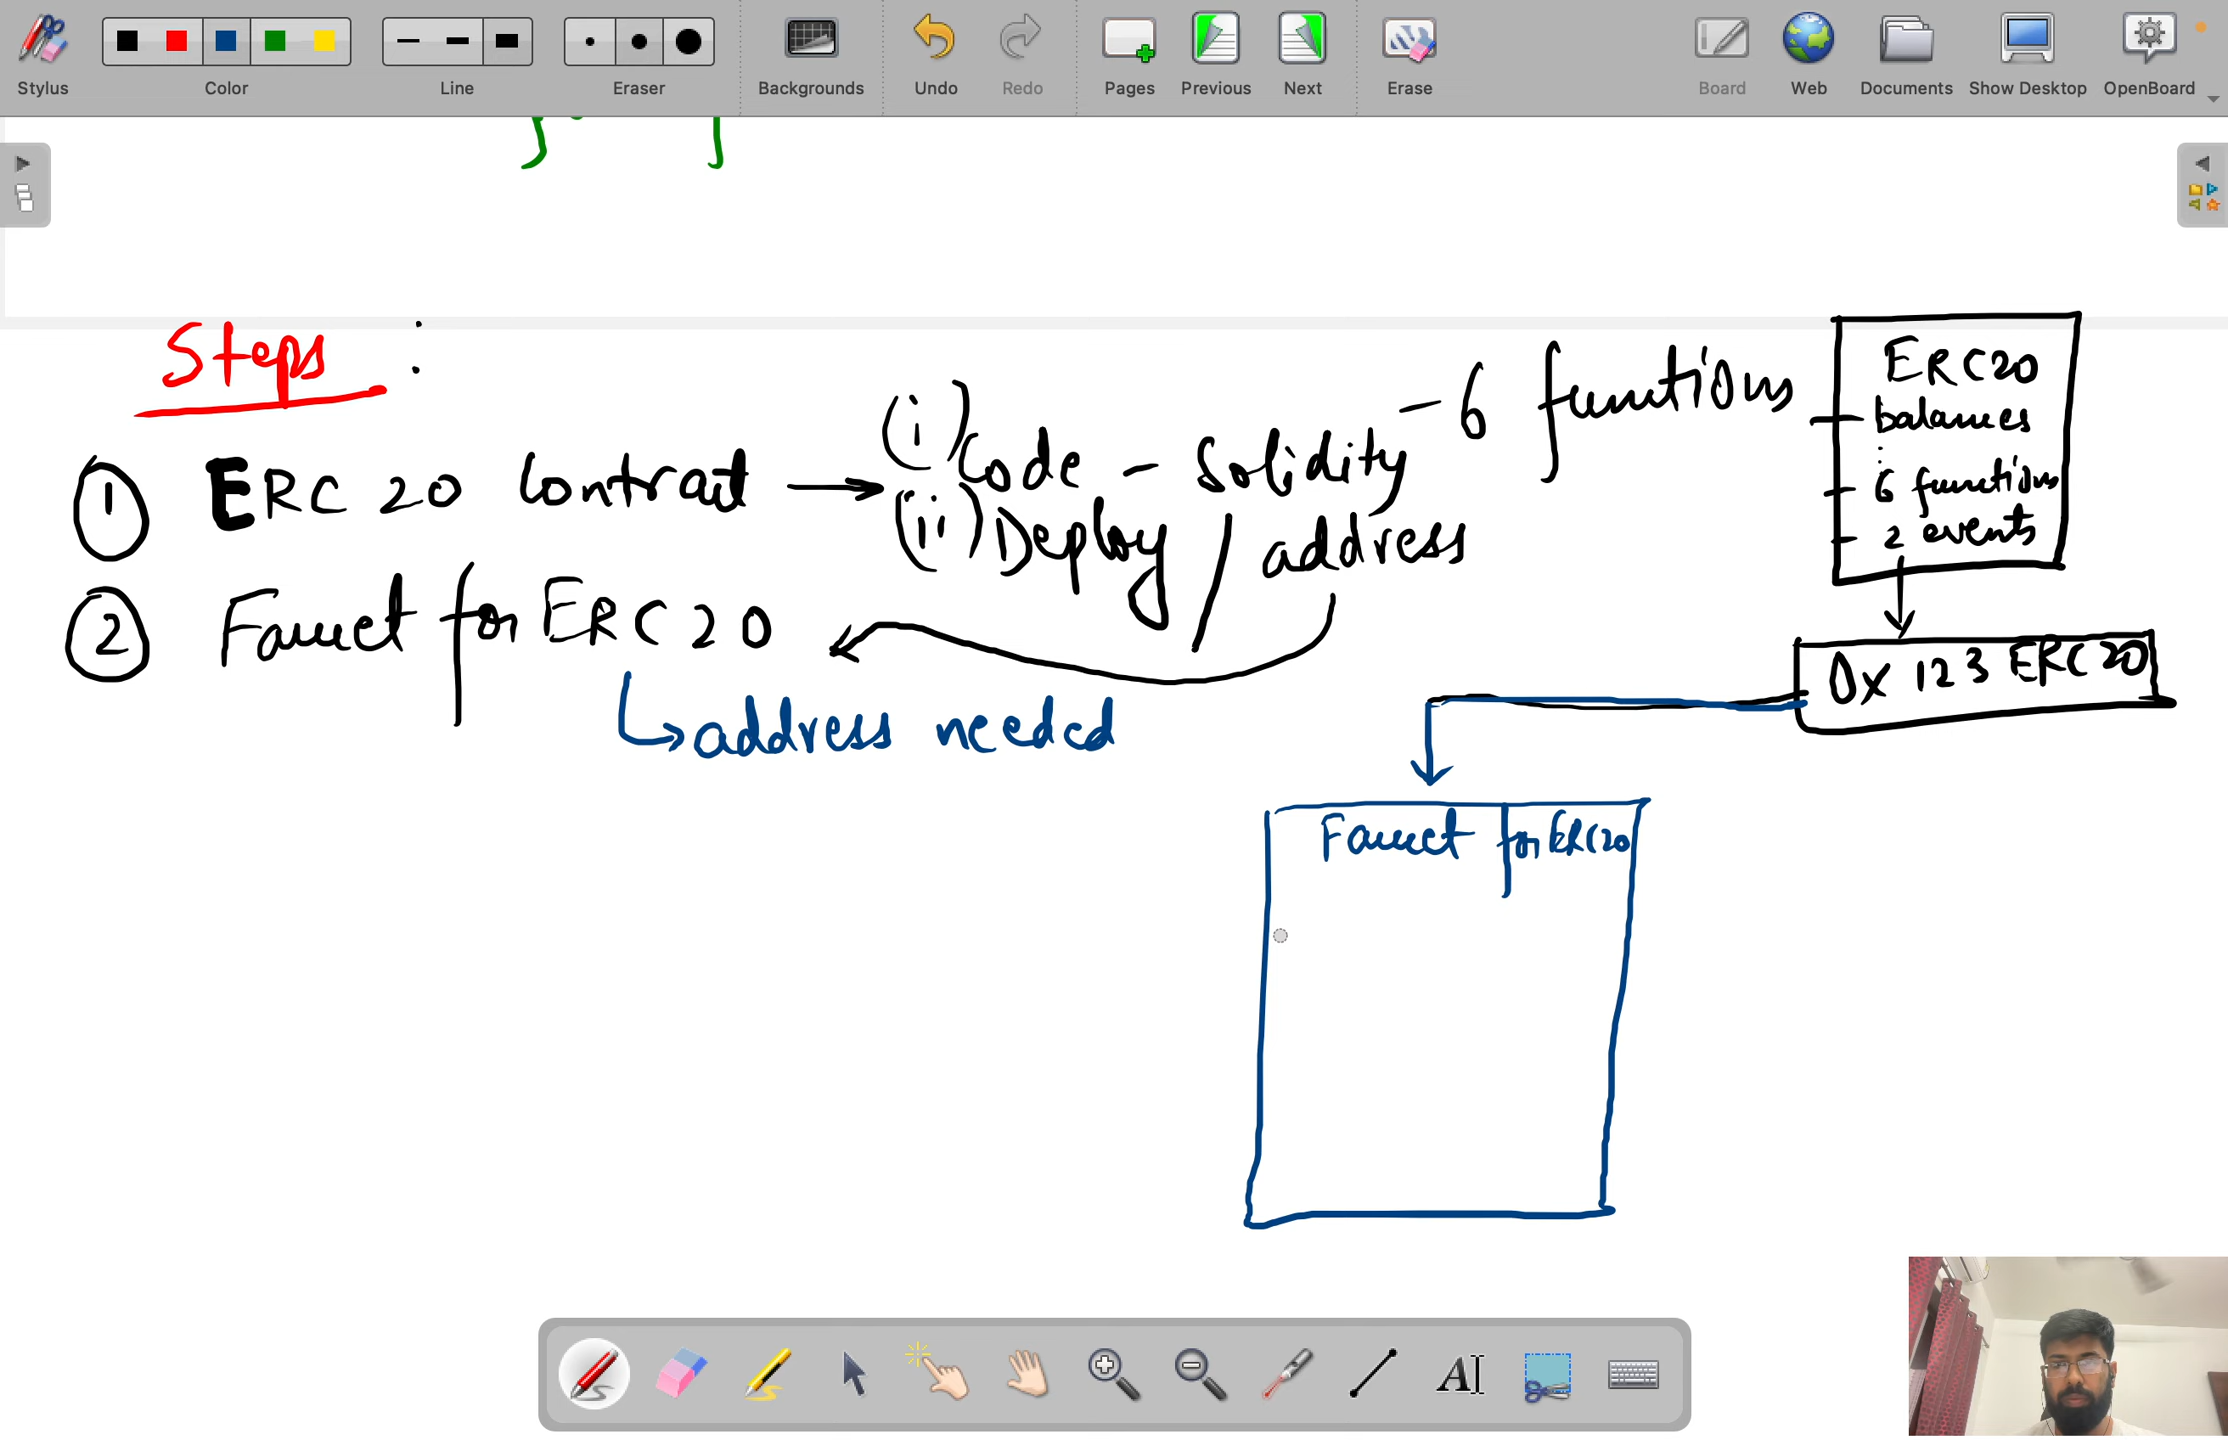 Stylus Color Line Eraser Backgrounds Undo Redo Pages Previous Next Erase Board Web Documents Show Desktop OpenBoard
Steps :
① ERC 20 Contract → (i) Code - Solidity - 6 functions
(ii) Deploy / address
② Faucet for ERC 20
↳ address needed
ERC20
- balances
:
- 6 functions
- 2 events
0x 123 ERC20
Faucet for ERC20
AI